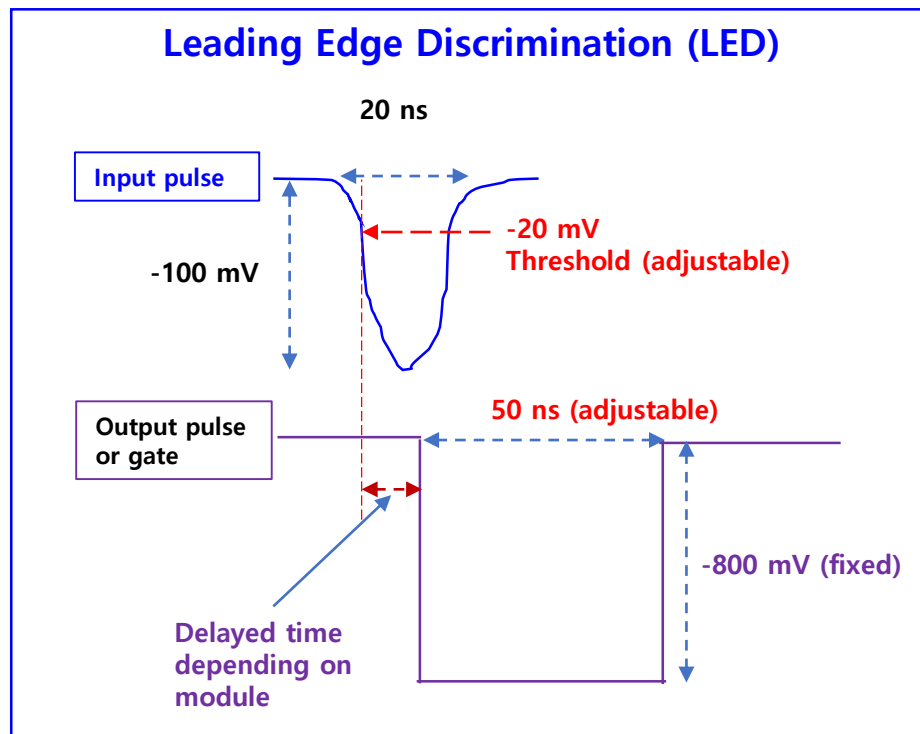 Leading Edge Discrimination (LED)
20 ns
Input pulse
-20 mV
Threshold (adjustable)
-100 mV
50 ns (adjustable)
Output pulse
or gate
-800 mV (fixed)
Delayed time
depending on
module